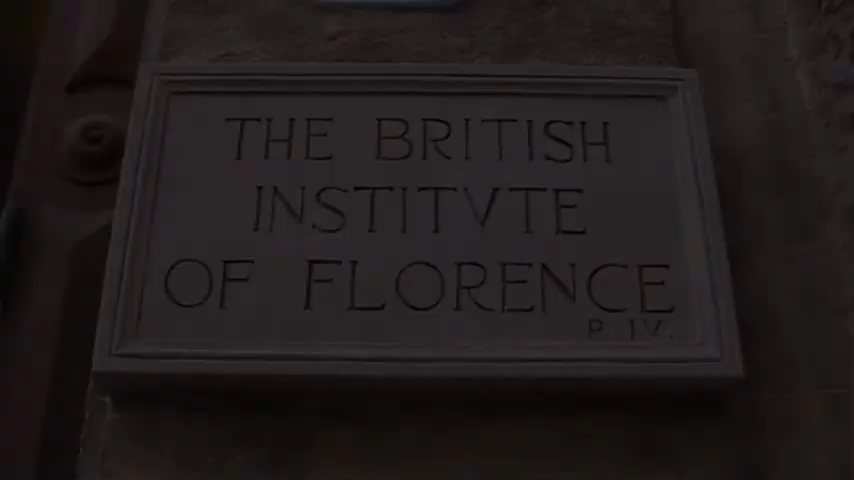 THE BRITISH
INSTITVTE
OF FLORENCE
P. IV.